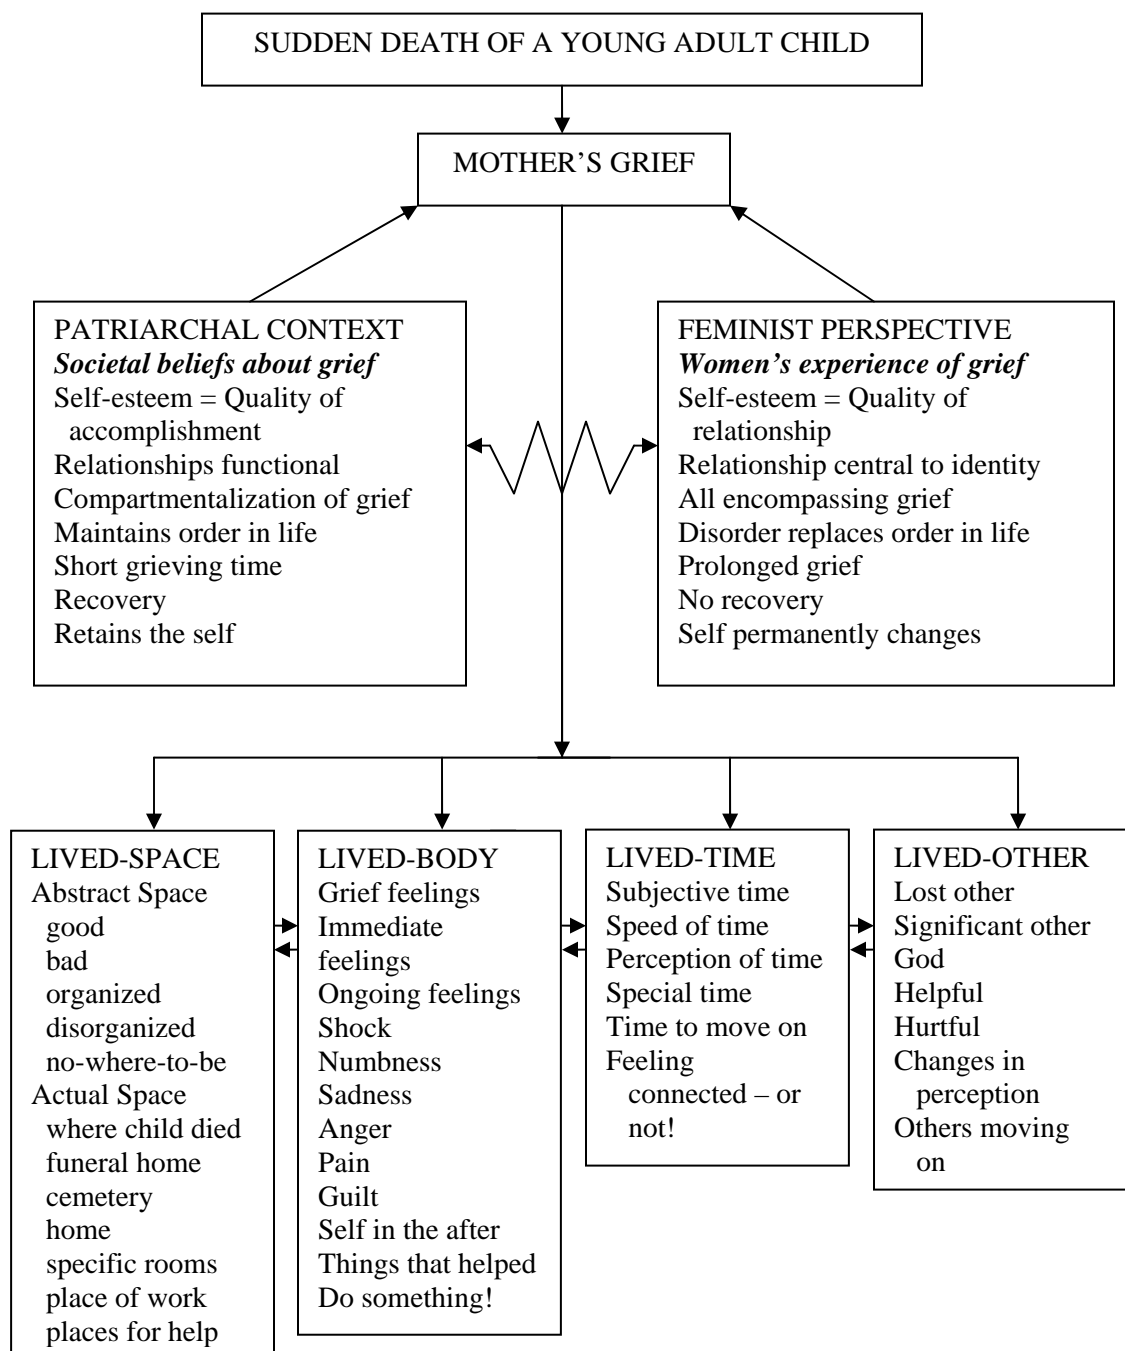 SUDDEN DEATH OF A YOUNG ADULT CHILD
MOTHER’S GRIEF
PATRIARCHAL CONTEXT
Societal beliefs about grief
Self-esteem = Quality of
accomplishment
Relationships functional
Compartmentalization of grief
Maintains order in life
Short grieving time
Recovery
Retains the self
FEMINIST PERSPECTIVE
Women’s experience of grief
Self-esteem = Quality of
relationship
Relationship central to identity
All encompassing grief
Disorder replaces order in life
Prolonged grief
No recovery
Self permanently changes
LIVED-SPACE
Abstract Space
good
bad
organized
disorganized
no-where-to-be
Actual Space
where child died
funeral home
cemetery
home
specific rooms
place of work
places for help
LIVED-BODY
Grief feelings
Immediate
feelings
Ongoing feelings
Shock
Numbness
Sadness
Anger
Pain
Guilt
Self in the after
Things that helped
Do something!
LIVED-TIME
Subjective time
Speed of time
Perception of time
Special time
Time to move on
Feeling
connected – or
not!
LIVED-OTHER
Lost other
Significant other
God
Helpful
Hurtful
Changes in
perception
Others moving
on